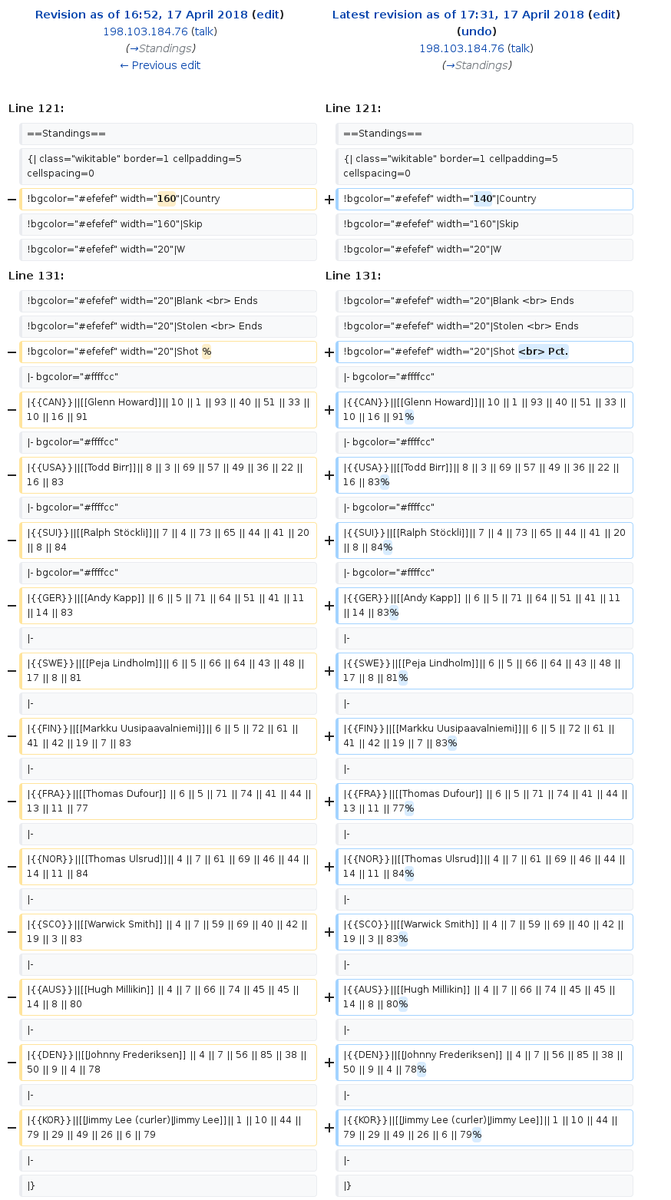 Revision as of 16:52, 17 April 2018 (edit)
198.103.184.76 (talk)
(→Standings)
← Previous edit
Latest revision as of 17:31, 17 April 2018 (edit)
(undo)
198.103.184.76 (talk)
(→Standings)
Line 121:
Line 121:
==Standings==
==Standings==
{| class="wikitable" border=1 cellpadding=5
cellspacing=0
{| class="wikitable" border=1 cellpadding=5
cellspacing=0
− !bgcolor="#efefef" width="160"|Country
+ !bgcolor="#efefef" width="140"|Country
!bgcolor="#efefef" width="160"|Skip
!bgcolor="#efefef" width="160"|Skip
!bgcolor="#efefef" width="20"|W
!bgcolor="#efefef" width="20"|W
Line 131:
Line 131:
!bgcolor="#efefef" width="20"|Blank <br> Ends
!bgcolor="#efefef" width="20"|Blank <br> Ends
!bgcolor="#efefef" width="20"|Stolen <br> Ends
!bgcolor="#efefef" width="20"|Stolen <br> Ends
− !bgcolor="#efefef" width="20"|Shot %
+ !bgcolor="#efefef" width="20"|Shot <br> Pct.
|- bgcolor="#ffffcc"
|- bgcolor="#ffffcc"
− |{{CAN}}||[[Glenn Howard]]|| 10 || 1 || 93 || 40 || 51 || 33 ||
10 || 16 || 91
+ |{{CAN}}||[[Glenn Howard]]|| 10 || 1 || 93 || 40 || 51 || 33 ||
10 || 16 || 91%
|- bgcolor="#ffffcc"
|- bgcolor="#ffffcc"
− |{{USA}}||[[Todd Birr]]|| 8 || 3 || 69 || 57 || 49 || 36 || 22 ||
16 || 83
+ |{{USA}}||[[Todd Birr]]|| 8 || 3 || 69 || 57 || 49 || 36 || 22 ||
16 || 83%
|- bgcolor="#ffffcc"
|- bgcolor="#ffffcc"
− |{{SUI}}||[[Ralph Stöckli]]|| 7 || 4 || 73 || 65 || 44 || 41 || 20
|| 8 || 84
+ |{{SUI}}||[[Ralph Stöckli]]|| 7 || 4 || 73 || 65 || 44 || 41 || 20
|| 8 || 84%
|- bgcolor="#ffffcc"
|- bgcolor="#ffffcc"
− |{{GER}}||[[Andy Kapp]] || 6 || 5 || 71 || 64 || 51 || 41 || 11
|| 14 || 83
+ |{{GER}}||[[Andy Kapp]] || 6 || 5 || 71 || 64 || 51 || 41 || 11
|| 14 || 83%
|-
|-
− |{{SWE}}||[[Peja Lindholm]]|| 6 || 5 || 66 || 64 || 43 || 48 ||
17 || 8 || 81
+ |{{SWE}}||[[Peja Lindholm]]|| 6 || 5 || 66 || 64 || 43 || 48 ||
17 || 8 || 81%
|-
|-
− |{{FIN}}||[[Markku Uusipaavalniemi]]|| 6 || 5 || 72 || 61 ||
41 || 42 || 19 || 7 || 83
+ |{{FIN}}||[[Markku Uusipaavalniemi]]|| 6 || 5 || 72 || 61 ||
41 || 42 || 19 || 7 || 83%
|-
|-
− |{{FRA}}||[[Thomas Dufour]] || 6 || 5 || 71 || 74 || 41 || 44 ||
13 || 11 || 77
+ |{{FRA}}||[[Thomas Dufour]] || 6 || 5 || 71 || 74 || 41 || 44 ||
13 || 11 || 77%
|-
|-
− |{{NOR}}||[[Thomas Ulsrud]]|| 4 || 7 || 61 || 69 || 46 || 44 ||
14 || 11 || 84
+ |{{NOR}}||[[Thomas Ulsrud]]|| 4 || 7 || 61 || 69 || 46 || 44 ||
14 || 11 || 84%
|-
|-
− |{{SCO}}||[[Warwick Smith]] || 4 || 7 || 59 || 69 || 40 || 42 ||
19 || 3 || 83
+ |{{SCO}}||[[Warwick Smith]] || 4 || 7 || 59 || 69 || 40 || 42 ||
19 || 3 || 83%
|-
|-
− |{{AUS}}||[[Hugh Millikin]] || 4 || 7 || 66 || 74 || 45 || 45 ||
14 || 8 || 80
+ |{{AUS}}||[[Hugh Millikin]] || 4 || 7 || 66 || 74 || 45 || 45 ||
14 || 8 || 80%
|-
|-
− |{{DEN}}||[[Johnny Frederiksen]] || 4 || 7 || 56 || 85 || 38 ||
50 || 9 || 4 || 78
+ |{{DEN}}||[[Johnny Frederiksen]] || 4 || 7 || 56 || 85 || 38 ||
50 || 9 || 4 || 78%
|-
|-
− |{{KOR}}||[[Jimmy Lee (curler)|Jimmy Lee]]|| 1 || 10 || 44 ||
79 || 29 || 49 || 26 || 6 || 79
+ |{{KOR}}||[[Jimmy Lee (curler)|Jimmy Lee]]|| 1 || 10 || 44 ||
79 || 29 || 49 || 26 || 6 || 79%
|-
|-
|}
|}